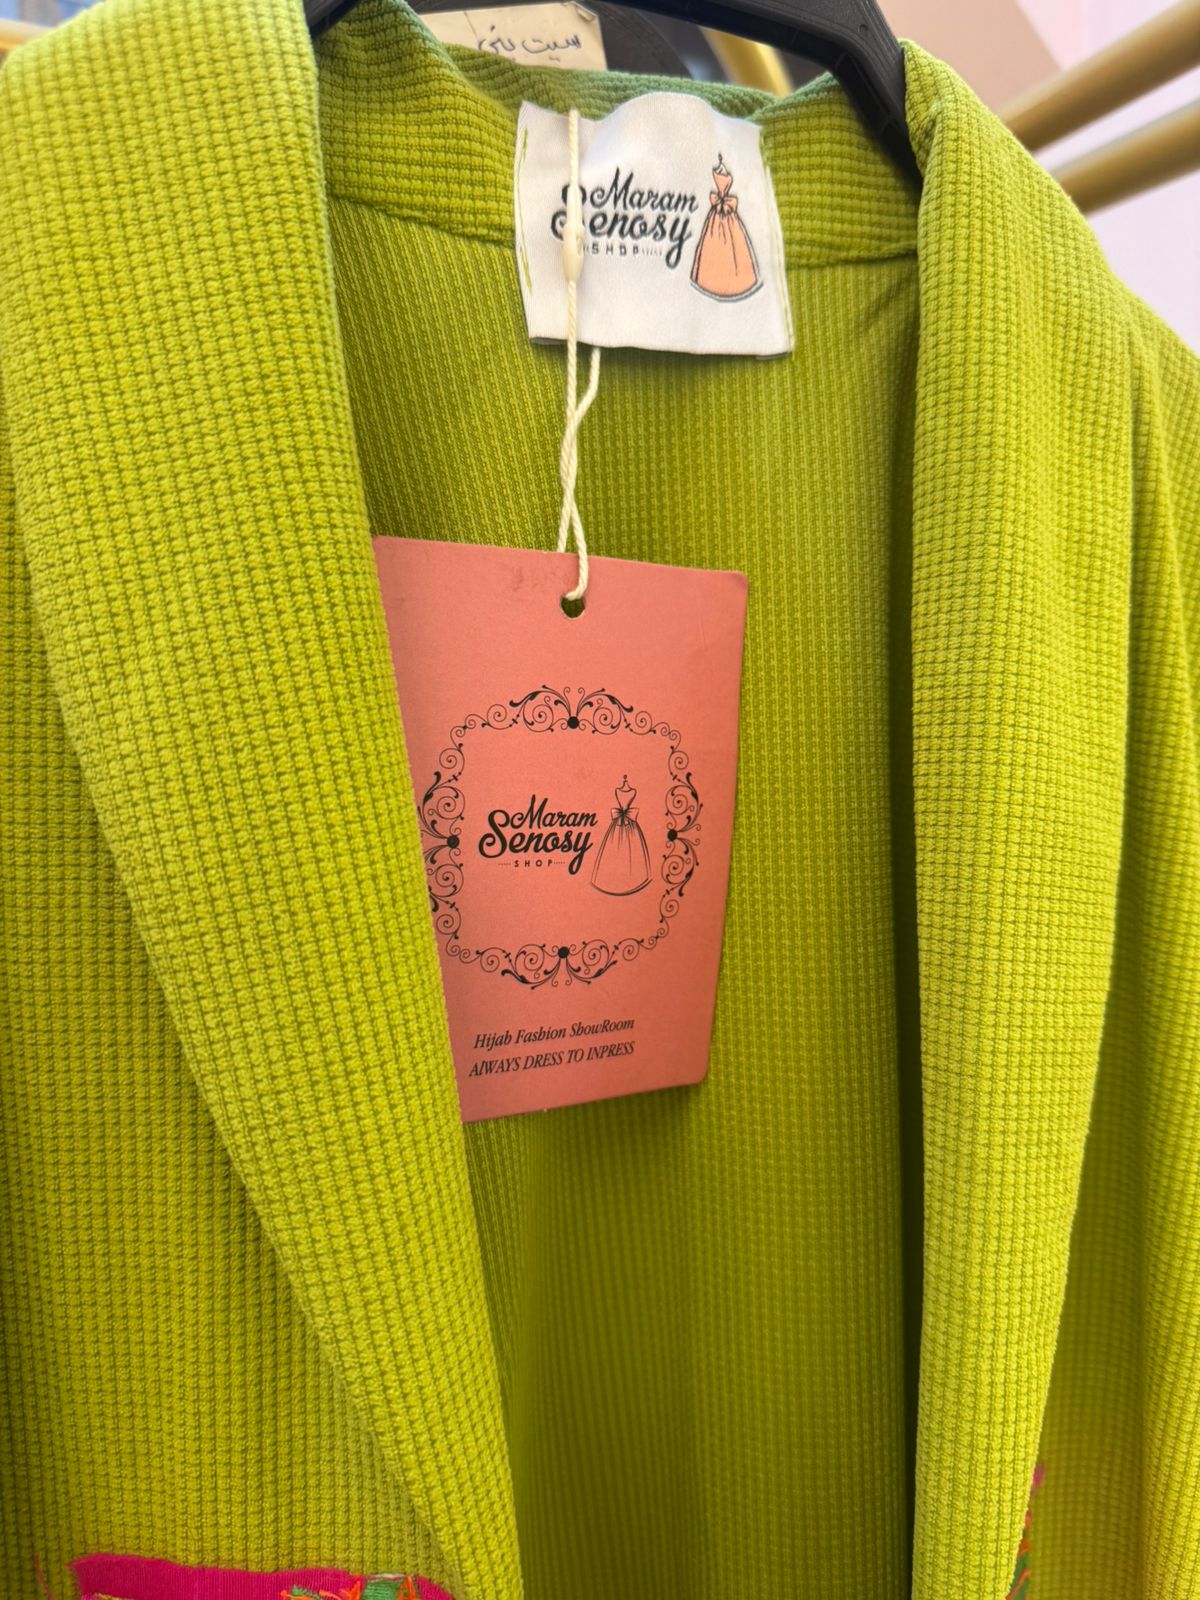 Maram
Senosy
SHOP
Maram
Senosy
SHOP
Hijab Fashion ShowRoom
AlWAYS DRESS TO INPRESS